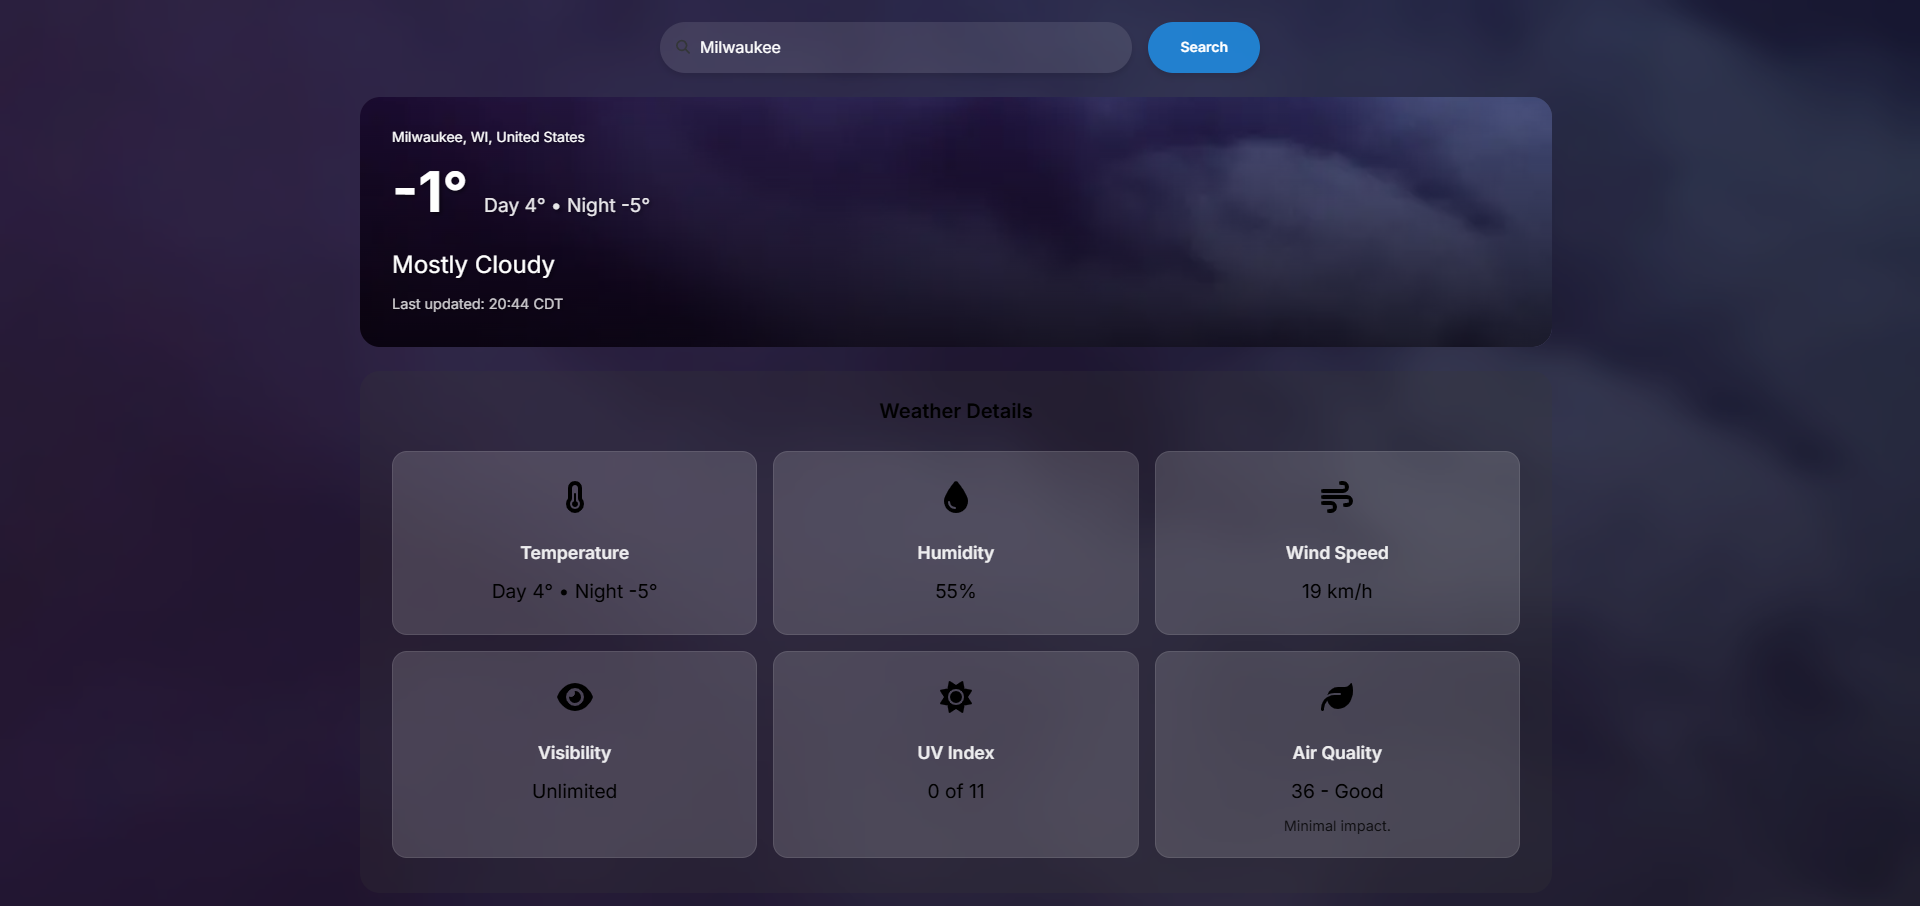 Milwaukee
Search
Milwaukee, WI, United States
-1°
Day 4° • Night -5°
Mostly Cloudy
Last updated: 20:44 CDT
Weather Details
Temperature
Day 4° • Night -5°
Humidity
55%
Wind Speed
19 km/h
Visibility
Unlimited
UV Index
0 of 11
Air Quality
36 - Good
Minimal impact.